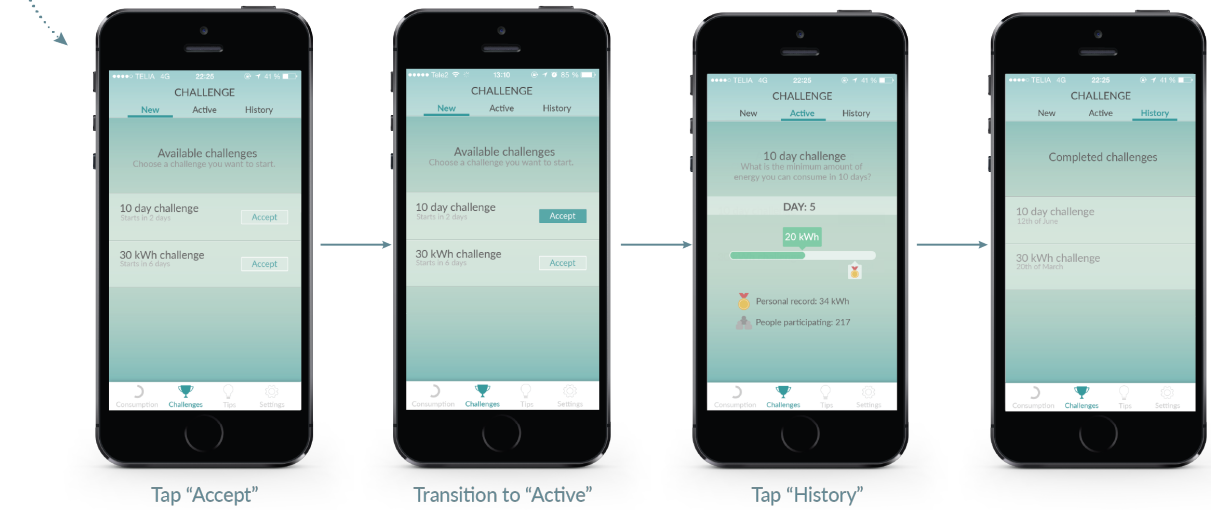 TELIA 4G 22:25 41 %
CHALLENGE
New Active History
Available challenges
Choose a challenge you want to start.
10 day challenge
Starts in 2 days
Accept
30 kWh challenge
Starts in 6 days
Accept
Consumption Challenges Tips Settings
Tap “Accept”
Tele2 13:10 85 %
CHALLENGE
New Active History
Available challenges
Choose a challenge you want to start.
10 day challenge
Starts in 2 days
Accept
30 kWh challenge
Starts in 6 days
Accept
Consumption Challenges Tips Settings
Transition to “Active”
TELIA 4G 22:25 41 %
CHALLENGE
New Active History
10 day challenge
What is the minimum amount of
energy you can consume in 10 days?
DAY: 5
20 kWh
Personal record: 34 kWh
People participating: 217
Consumption Challenges Tips Settings
Tap “History”
TELIA 4G 22:25 41 %
CHALLENGE
New Active History
Completed challenges
10 day challenge
12th of June
30 kWh challenge
20th of March
Consumption Challenges Tips Settings